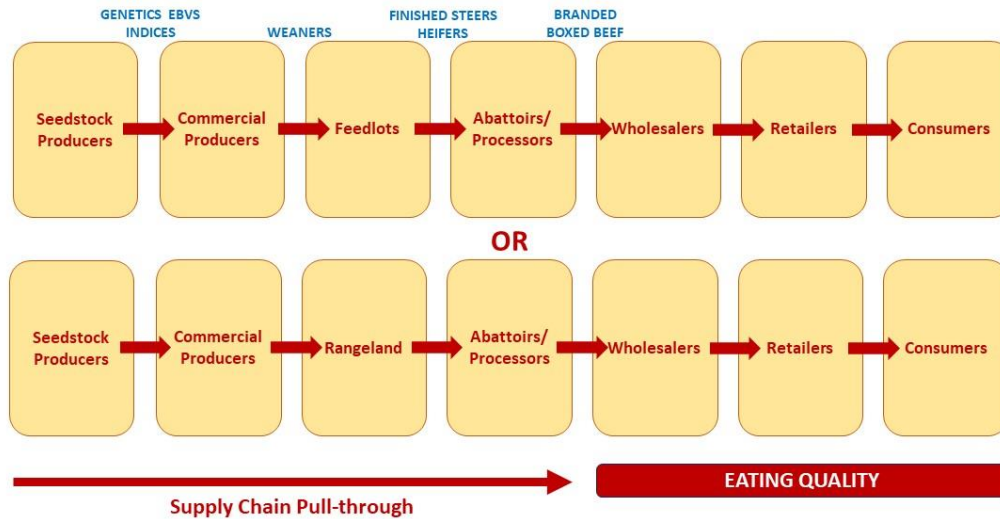 GENETICS EBVS
INDICES
WEANERS
FINISHED STEERS
HEIFERS
BRANDED
BOXED BEEF
Seedstock
Producers
Commercial
Producers
Feedlots
Abattoirs/
Processors
Wholesalers
Retailers
Consumers
OR
Seedstock
Producers
Commercial
Producers
Rangeland
Abattoirs/
Processors
Wholesalers
Retailers
Consumers
Supply Chain Pull-through
EATING QUALITY